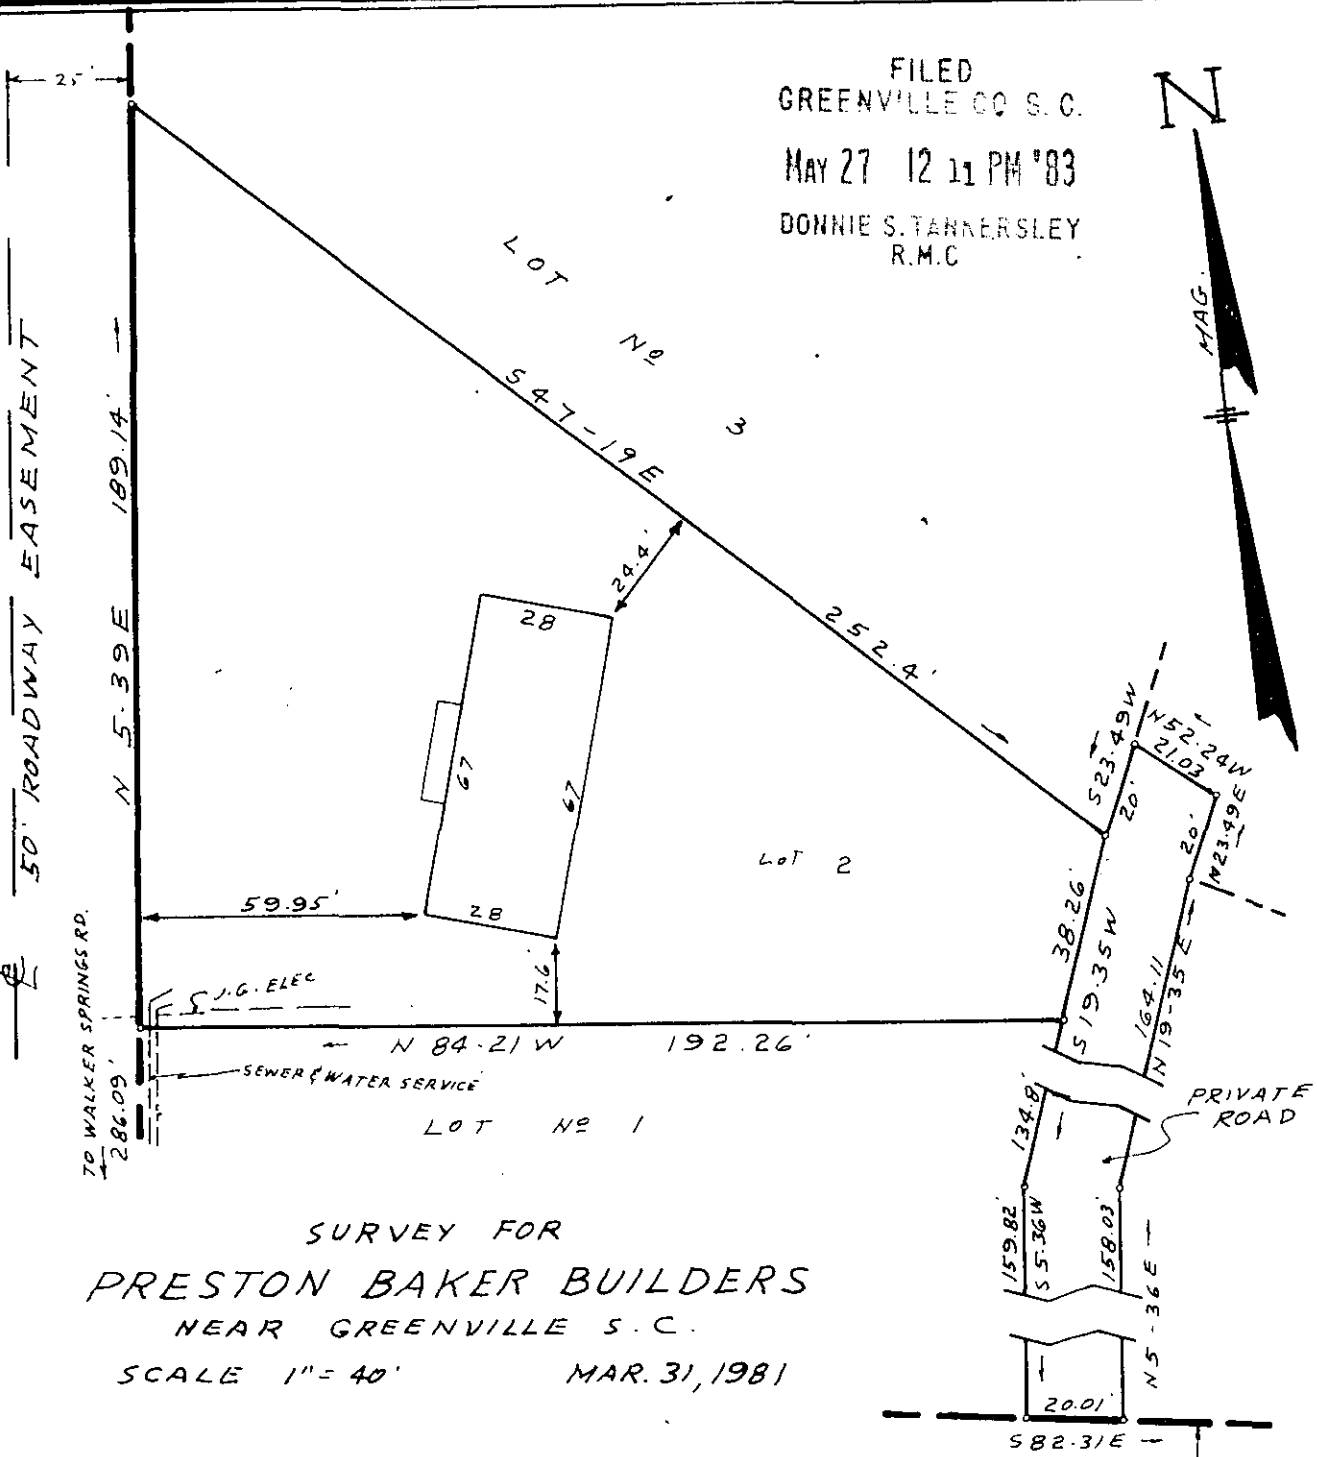 FILED
GREENVILLE CO S. C.
MAY 27 12 11 PM '83
DONNIE S. TANKERSLEY
R.M.C
N
MAG.
25'
LOT Nº 3
S 47-19 E
252.4'
189.14'
N 5-39 E
50' ROADWAY EASEMENT
24.4'
28
67
67
28
59.95'
17.6
LOT 2
S23.49W
20'
N52.24W
21.03
20'
N23.49E
38.26'
S 19.35 W
164.11
N 19-35 E
J.G. ELEC
N 84-21 W 192.26'
SEWER & WATER SERVICE
TO WALKER SPRINGS RD.
286.09'
LOT Nº 1
134.8'
PRIVATE
ROAD
159.82'
S 5.36W
158.03'
N5-36E
20.01'
S82.31E
SURVEY FOR
PRESTON BAKER BUILDERS
NEAR GREENVILLE S.C.
SCALE 1" = 40' MAR. 31, 1981